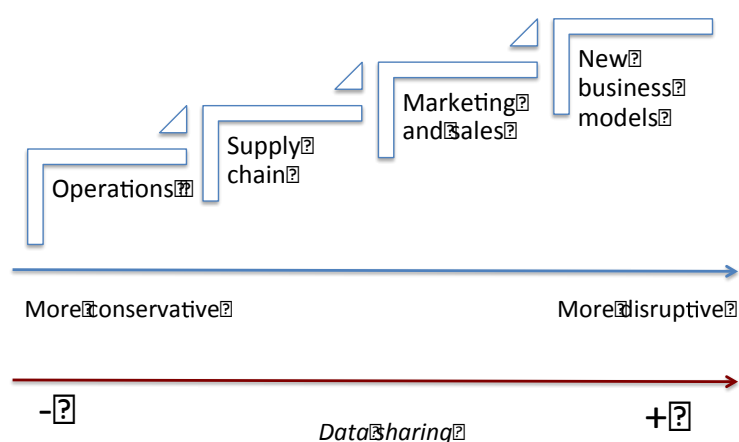 New
business
models
Marketing
and sales
Supply
chain
Operations
More conservative
More disruptive
-
+
Data sharing